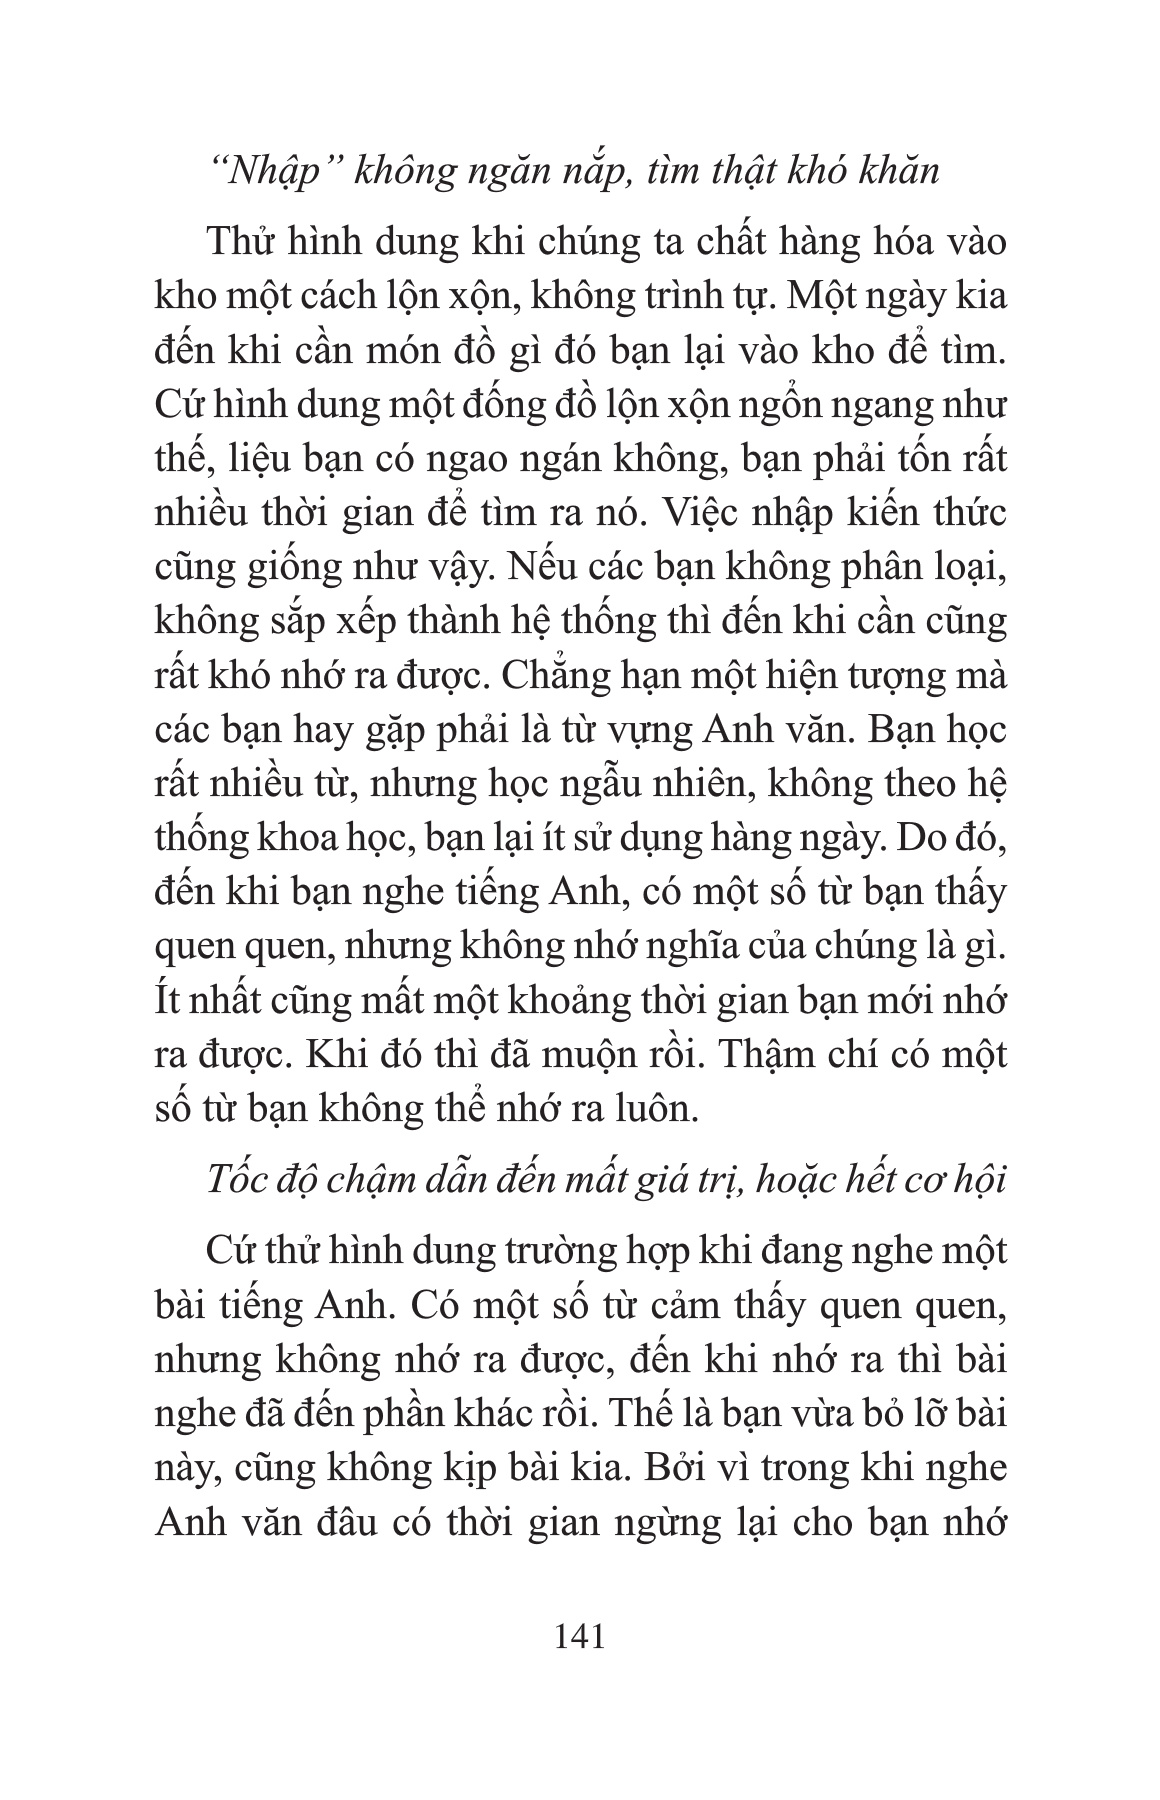 “Nhập” không ngăn nắp, tìm thật khó khăn
Thử hình dung khi chúng ta chất hàng hóa vào
kho một cách lộn xộn, không trình tự. Một ngày kia
đến khi cần món đồ gì đó bạn lại vào kho để tìm.
Cứ hình dung một đống đồ lộn xộn ngổn ngang như
thế, liệu bạn có ngao ngán không, bạn phải tốn rất
nhiều thời gian để tìm ra nó. Việc nhập kiến thức
cũng giống như vậy. Nếu các bạn không phân loại,
không sắp xếp thành hệ thống thì đến khi cần cũng
rất khó nhớ ra được. Chẳng hạn một hiện tượng mà
các bạn hay gặp phải là từ vựng Anh văn. Bạn học
rất nhiều từ, nhưng học ngẫu nhiên, không theo hệ
thống khoa học, bạn lại ít sử dụng hàng ngày. Do đó,
đến khi bạn nghe tiếng Anh, có một số từ bạn thấy
quen quen, nhưng không nhớ nghĩa của chúng là gì.
Ít nhất cũng mất một khoảng thời gian bạn mới nhớ
ra được. Khi đó thì đã muộn rồi. Thậm chí có một
số từ bạn không thể nhớ ra luôn.
Tốc độ chậm dẫn đến mất giá trị, hoặc hết cơ hội
Cứ thử hình dung trường hợp khi đang nghe một
bài tiếng Anh. Có một số từ cảm thấy quen quen,
nhưng không nhớ ra được, đến khi nhớ ra thì bài
nghe đã đến phần khác rồi. Thế là bạn vừa bỏ lỡ bài
này, cũng không kịp bài kia. Bởi vì trong khi nghe
Anh văn đâu có thời gian ngừng lại cho bạn nhớ
141